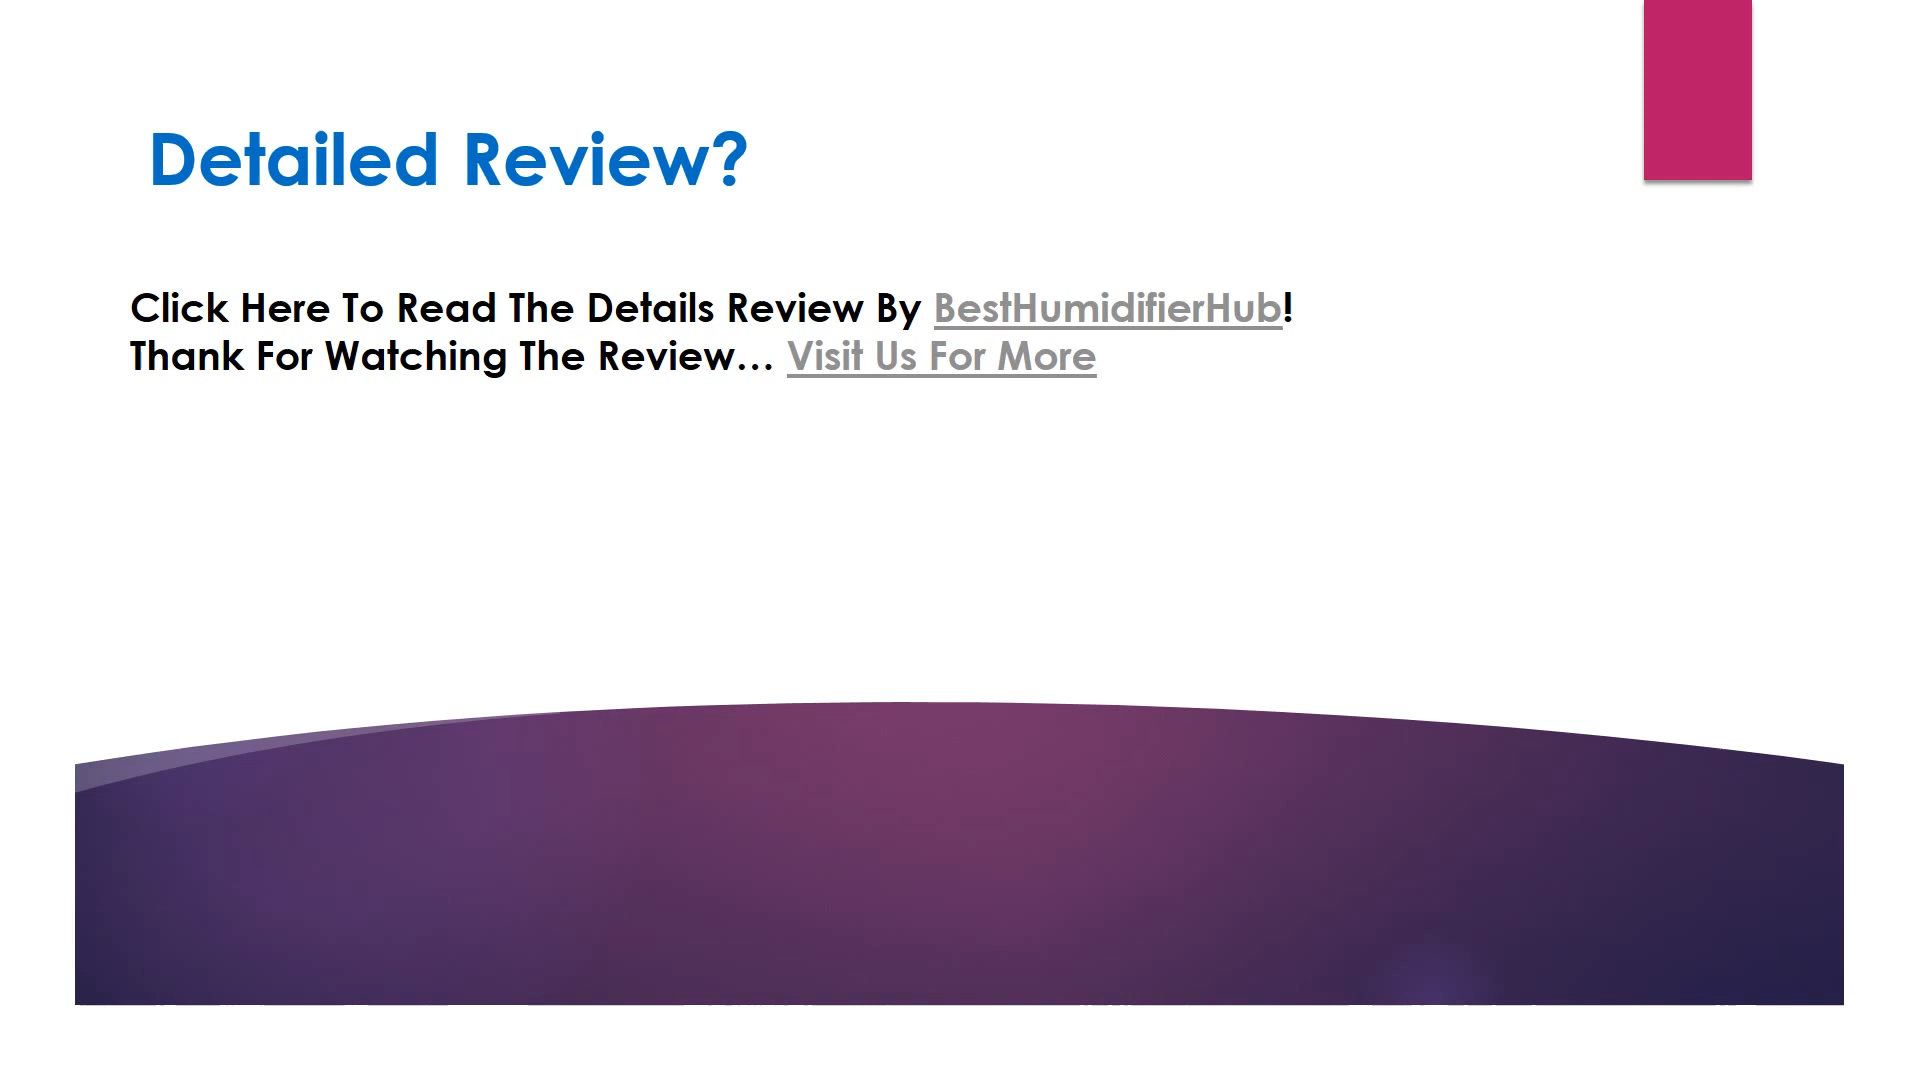 Detailed Review?
Click Here To Read The Details Review By BestHumidifierHub!
Thank For Watching The Review… Visit Us For More